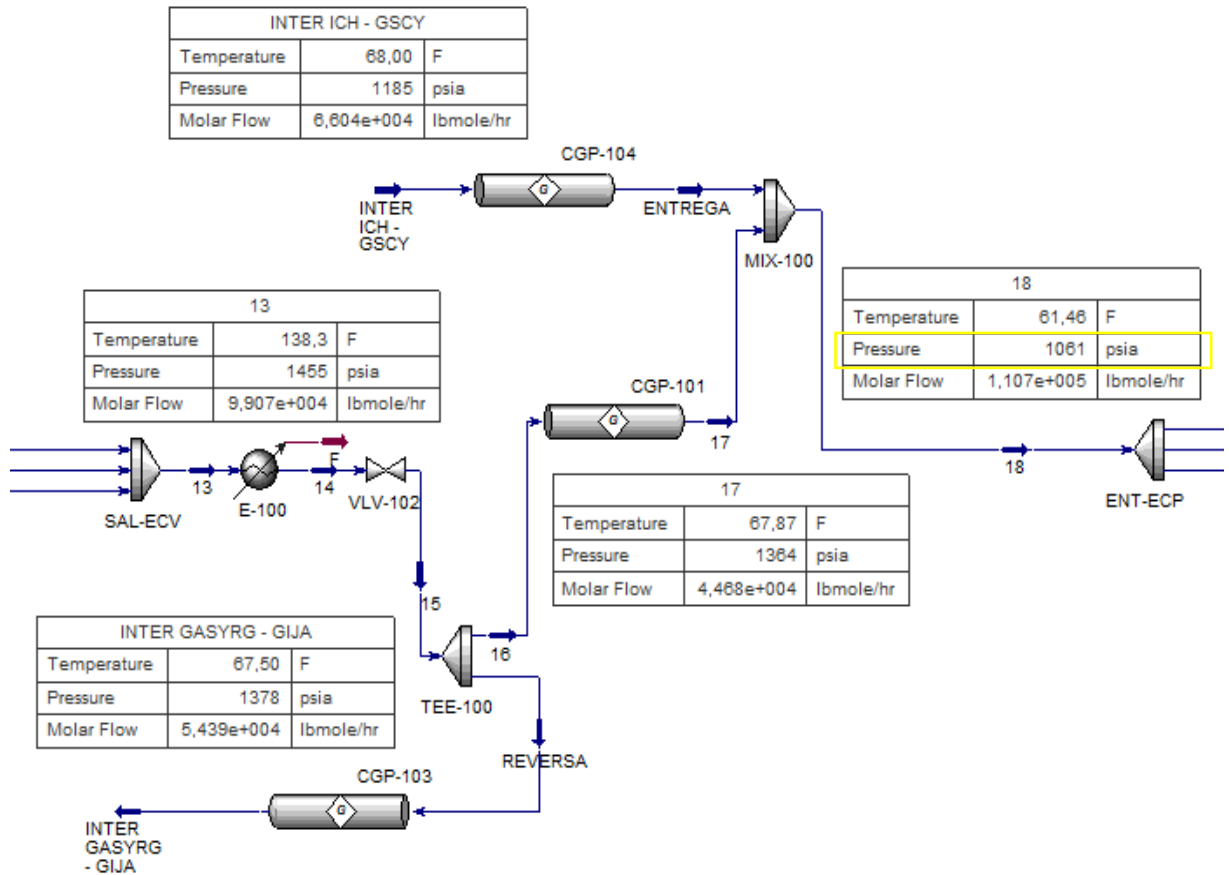 INTER ICH - GSCY
Temperature 68,00 F
Pressure 1185 psia
Molar Flow 6,604e+004 lbmole/hr
CGP-104
G
INTER
ICH -
GSCY
ENTREGA
MIX-100
13
Temperature 138,3 F
Pressure 1455 psia
Molar Flow 9,907e+004 lbmole/hr
18
Temperature 61,46 F
Pressure 1061 psia
Molar Flow 1,107e+005 lbmole/hr
CGP-101
G
17
F
13
14
18
SAL-ECV
E-100
VLV-102
ENT-ECP
17
Temperature 67,87 F
Pressure 1364 psia
Molar Flow 4,468e+004 lbmole/hr
15
16
TEE-100
INTER GASYRG - GIJA
Temperature 67,50 F
Pressure 1378 psia
Molar Flow 5,439e+004 lbmole/hr
REVERSA
CGP-103
G
INTER
GASYRG
- GIJA